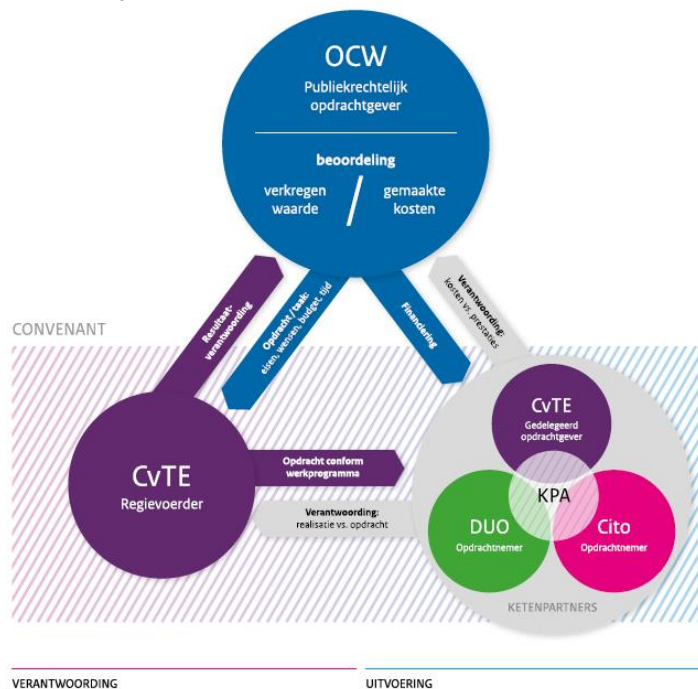 OCW
Publiekrechtelijk
opdrachtgever
beoordeling
verkregen
waarde
/
gemaakte
kosten
Resultaat-
verantwoording
Opdracht / taak:
eisen, wensen, budget, tijd
Financiering
Verantwoording:
kosten vs. prestaties
CONVENANT
CvTE
Regievoerder
Opdracht conform
werkprogramma
Verantwoording:
realisatie vs. opdracht
CvTE
Gedelegeerd
opdrachtgever
KPA
DUO
Opdrachtnemer
Cito
Opdrachtnemer
KETENPARTNERS
VERANTWOORDING
UITVOERING